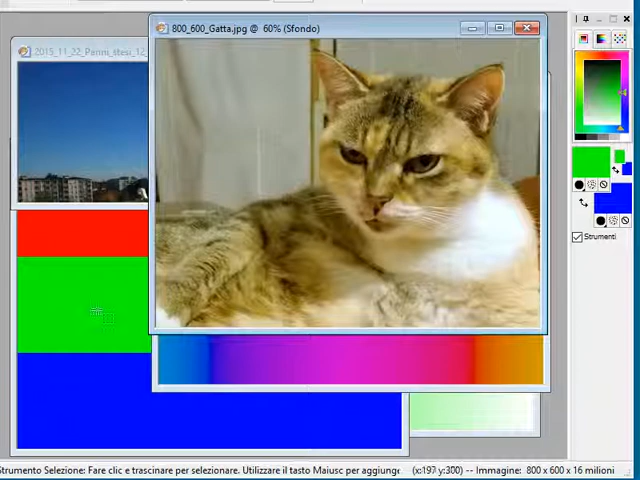 800_600_Gatta.jpg @ 60% (Sfondo)
2015_11_22_Panni_stesi_12_
Strumenti
Strumento Selezione: Fare clic e trascinare per selezionare. Utilizzare il tasto Maiusc per aggiunge
(x:197 y:300) -- Immagine: 800 x 600 x 16 milioni